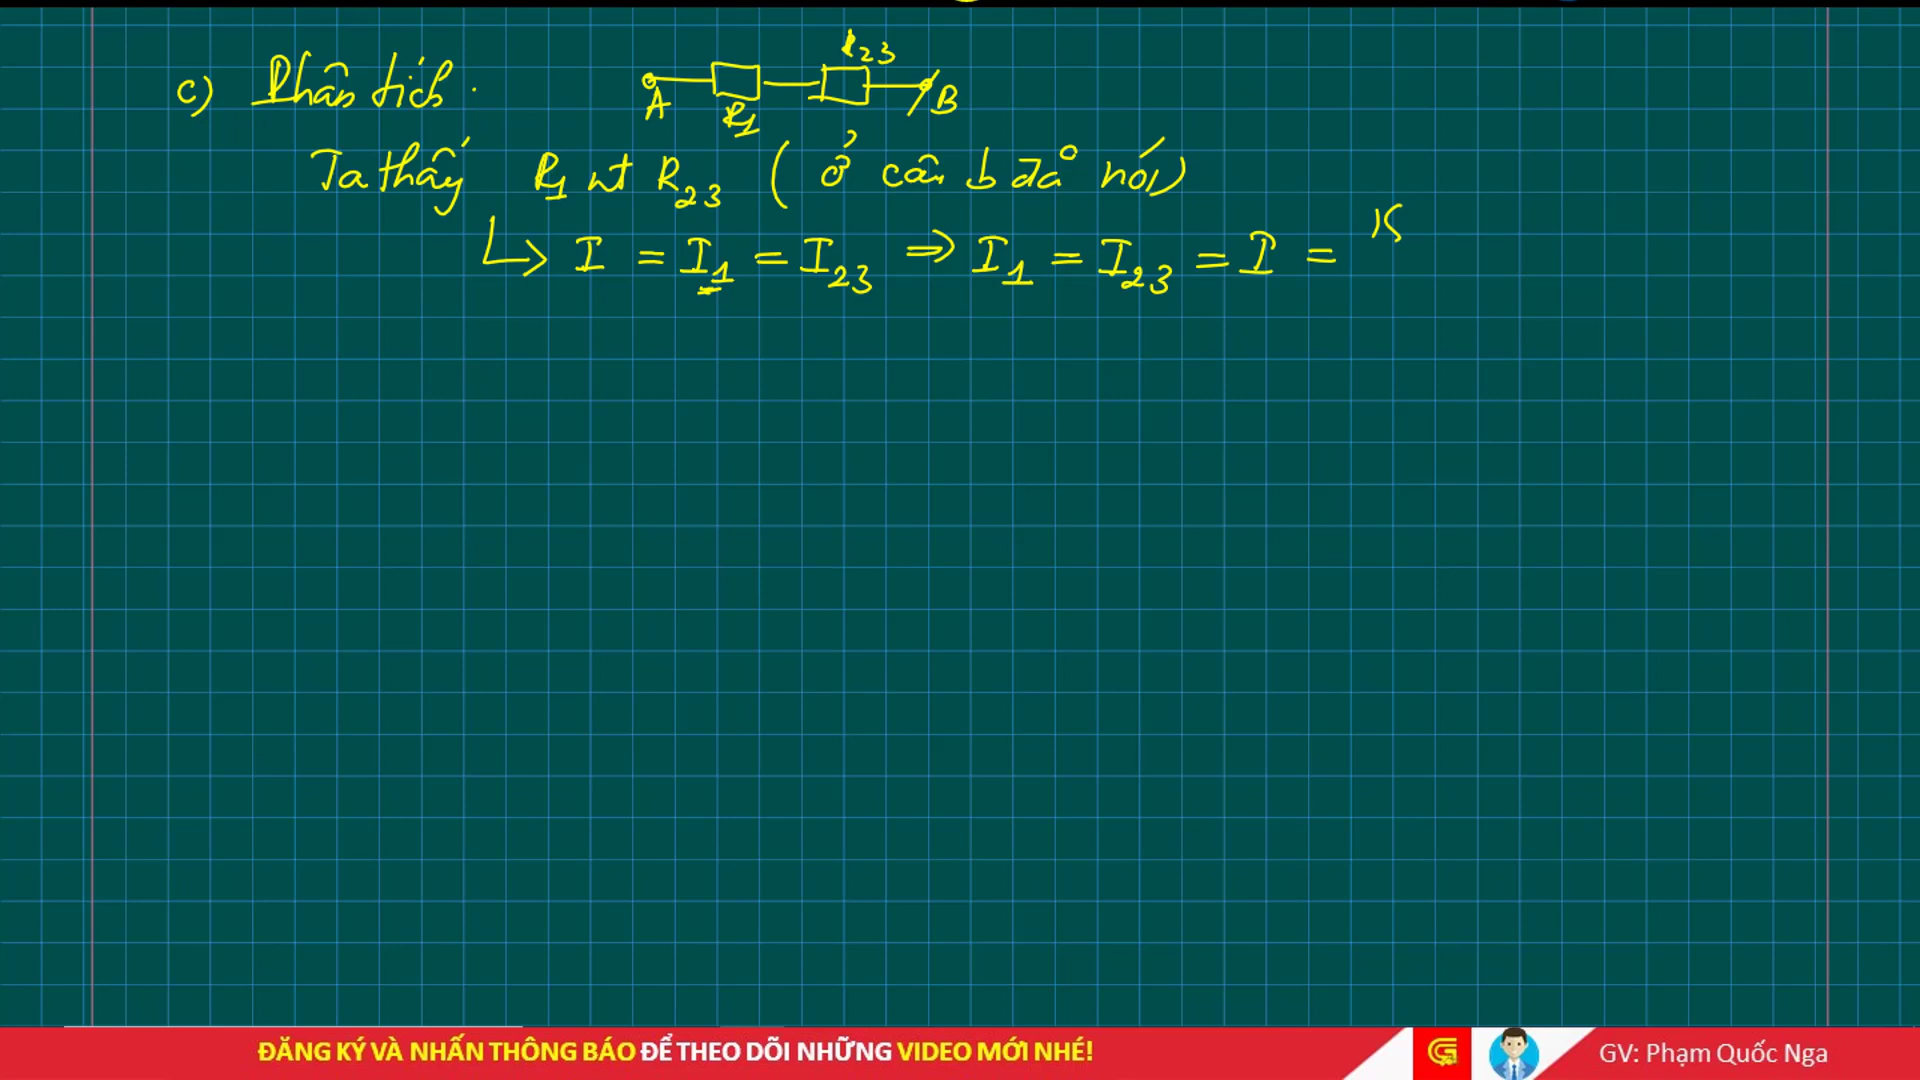 c) Phân tích. A R1 R23 B
Ta thấy R1 nt R23 (ở câu b đã nói)
↳ I = I1 = I23 ⇒ I1 = I23 = I =
ĐĂNG KÝ VÀ NHẤN THÔNG BÁO ĐỂ THEO DÕI NHỮNG VIDEO MỚI NHÉ!
GV: Phạm Quốc Nga